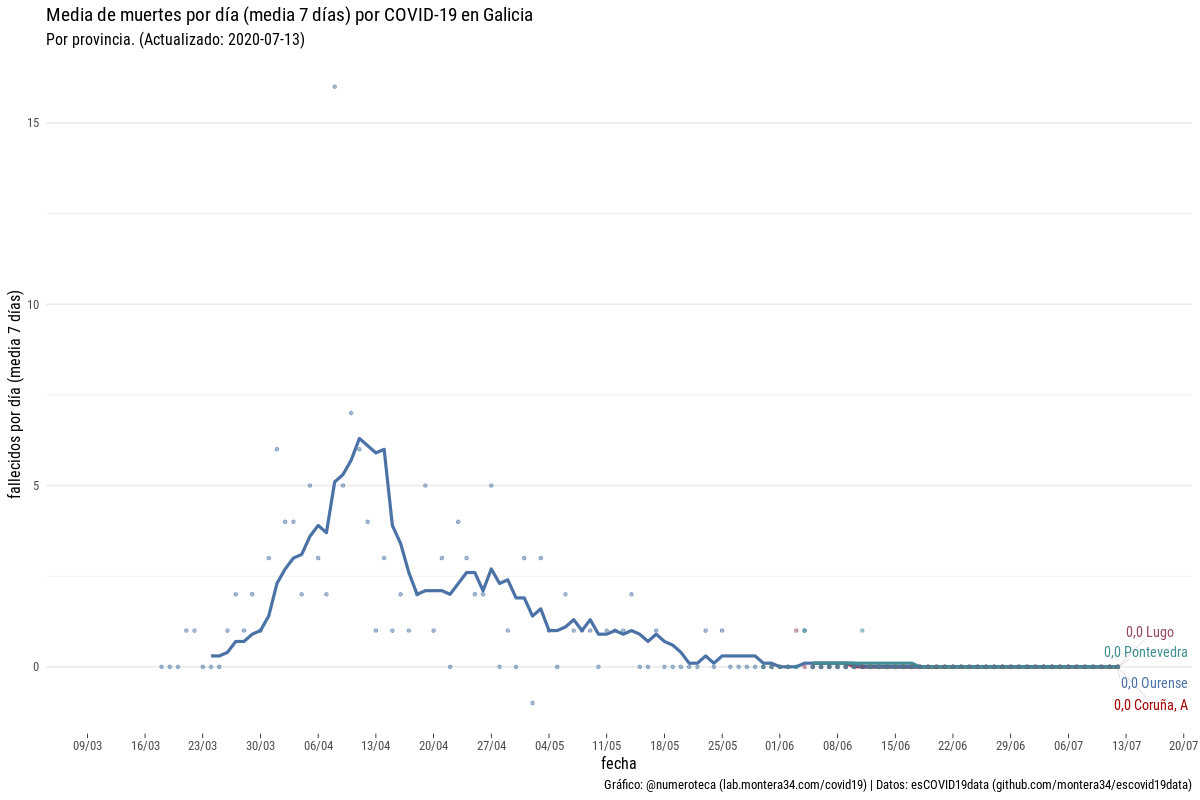 Media de muertes por día (media 7 días) por COVID-19 en Galicia
Por provincia. (Actualizado: 2020-07-13)
fallecidos por día (media 7 días)
15
10
5
0
0,0 Lugo
0,0 Pontevedra
0,0 Ourense
0,0 Coruña, A
09/03 16/03 23/03 30/03 06/04 13/04 20/04 27/04 04/05 11/05 18/05 25/05 01/06 08/06 15/06 22/06 29/06 06/07 13/07 20/07
fecha
Gráfico: @numeroteca (lab.montera34.com/covid19) | Datos: esCOVID19data (github.com/montera34/escovid19data)